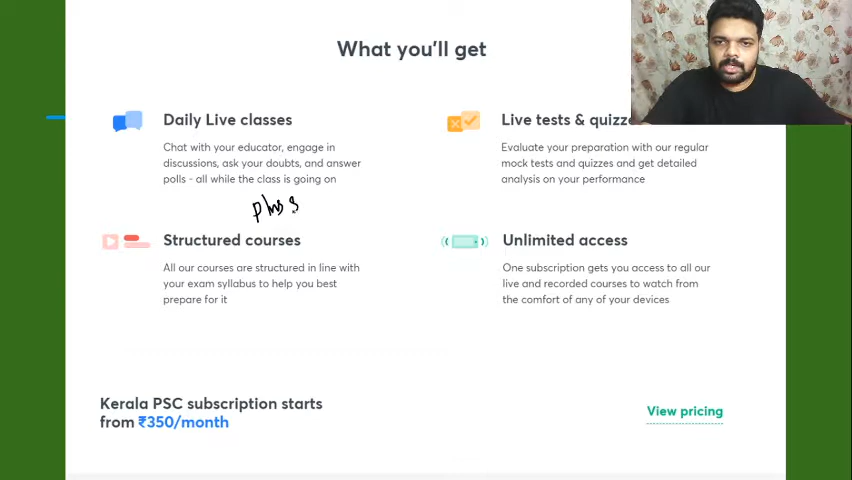 What you'll get
Daily Live classes
Chat with your educator, engage in
discussions, ask your doubts, and answer
polls - all while the class is going on
Live tests & quizze
Evaluate your preparation with our regular
mock tests and quizzes and get detailed
analysis on your performance
plus s
Structured courses
All our courses are structured in line with
your exam syllabus to help you best
prepare for it
Unlimited access
One subscription gets you access to all our
live and recorded courses to watch from
the comfort of any of your devices
Kerala PSC subscription starts
from ₹350/month
View pricing